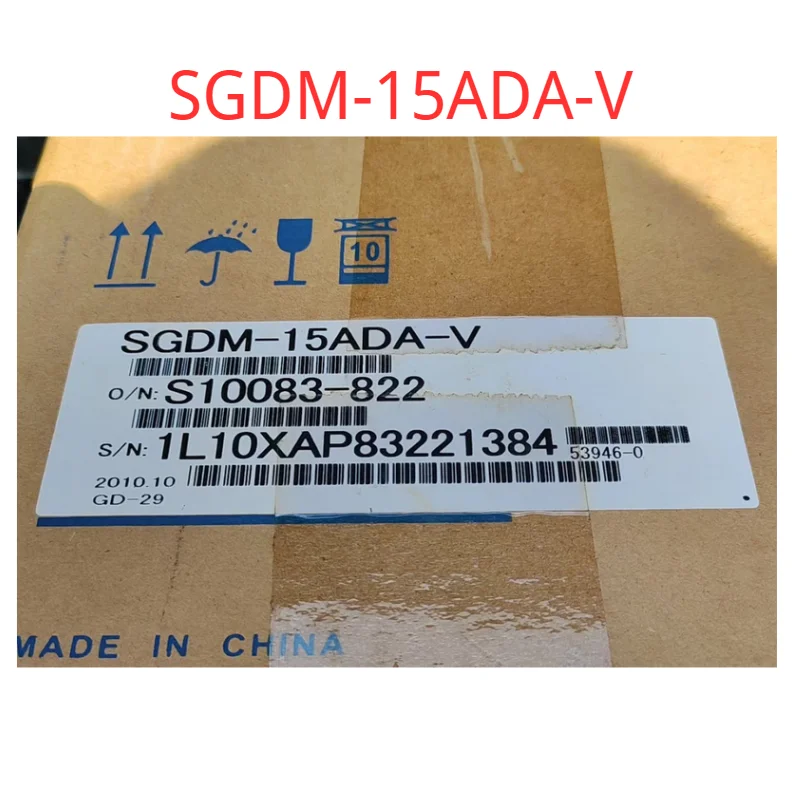 SGDM-15ADA-V
10
SGDM-15ADA-V
O/N: S10083-822
S/N: 1L10XAP83221384 53946-0
2010.10
GD-29
MADE IN CHINA